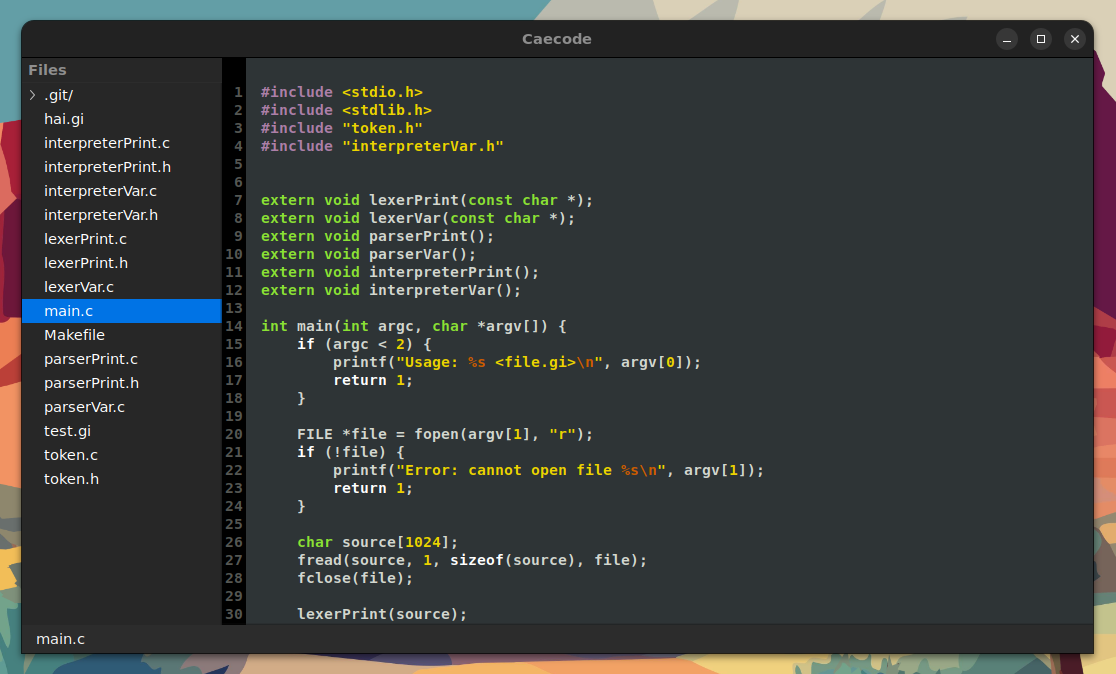 Caecode
Files
.git/
hai.gi
interpreterPrint.c
interpreterPrint.h
interpreterVar.c
interpreterVar.h
lexerPrint.c
lexerPrint.h
lexerVar.c
main.c
Makefile
parserPrint.c
parserPrint.h
parserVar.c
test.gi
token.c
token.h
1 #include <stdio.h>
2 #include <stdlib.h>
3 #include "token.h"
4 #include "interpreterVar.h"
5
6
7 extern void lexerPrint(const char *);
8 extern void lexerVar(const char *);
9 extern void parserPrint();
10 extern void parserVar();
11 extern void interpreterPrint();
12 extern void interpreterVar();
13
14 int main(int argc, char *argv[]) {
15     if (argc < 2) {
16         printf("Usage: %s <file.gi>\n", argv[0]);
17         return 1;
18     }
19
20     FILE *file = fopen(argv[1], "r");
21     if (!file) {
22         printf("Error: cannot open file %s\n", argv[1]);
23         return 1;
24     }
25
26     char source[1024];
27     fread(source, 1, sizeof(source), file);
28     fclose(file);
29
30     lexerPrint(source);
main.c